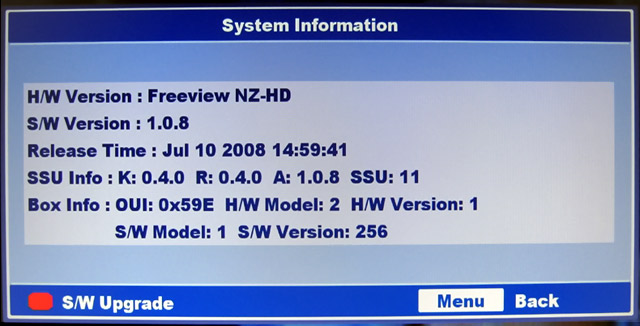 System Information
H/W Version : Freeview NZ-HD
S/W Version : 1.0.8
Release Time : Jul 10 2008 14:59:41
SSU Info : K: 0.4.0 R: 0.4.0 A: 1.0.8 SSU: 11
Box Info : OUI: 0x59E H/W Model: 2 H/W Version: 1
S/W Model: 1 S/W Version: 256
S/W Upgrade Menu Back